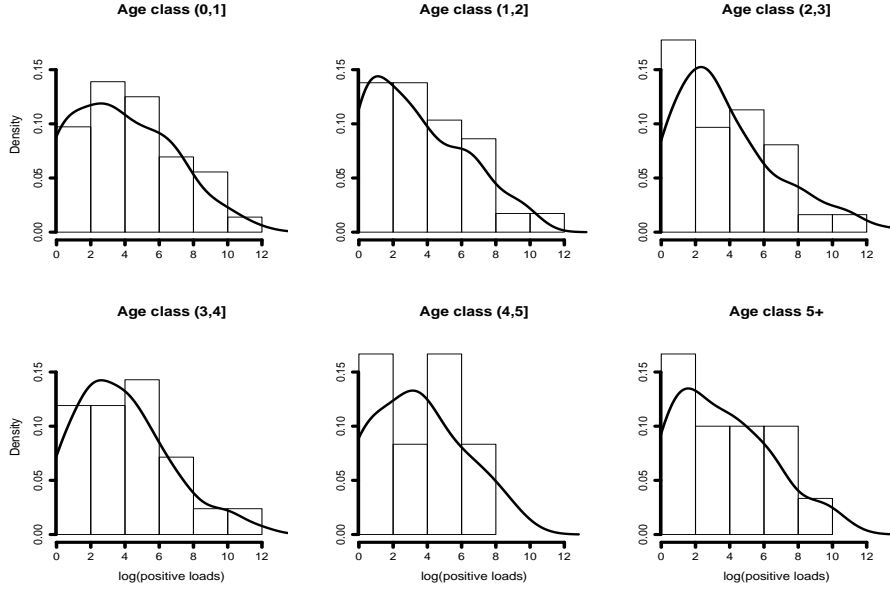 Age class (0,1]
Age class (1,2]
Age class (2,3]
Density
0.00 0.05 0.10 0.15
0.00 0.05 0.10 0.15
0.00 0.05 0.10 0.15
0 2 4 6 8 10 12
0 2 4 6 8 10 12
0 2 4 6 8 10 12
Age class (3,4]
Age class (4,5]
Age class 5+
Density
0.00 0.05 0.10 0.15
0.00 0.05 0.10 0.15
0.00 0.05 0.10 0.15
0 2 4 6 8 10 12
0 2 4 6 8 10 12
0 2 4 6 8 10 12
log(positive loads)
log(positive loads)
log(positive loads)